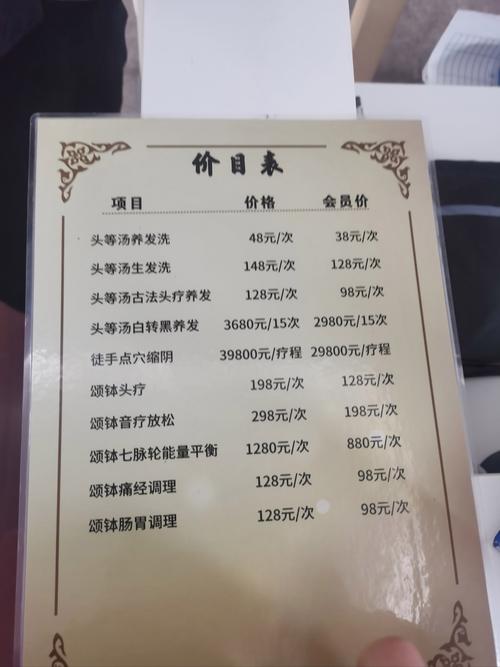 价目表
项目 价格 会员价
头等汤养发洗 48元/次 38元/次
头等汤生发洗 148元/次 128元/次
头等汤古法头疗养发 128元/次 98元/次
头等汤白转黑养发 3680元/15次 2980元/15次
徒手点穴缩阴 39800元/疗程 29800元/疗程
颂钵头疗 198元/次 128元/次
颂钵音疗放松 298元/次 198元/次
颂钵七脉轮能量平衡 1280元/次 880元/次
颂钵痛经调理 128元/次 98元/次
颂钵肠胃调理 128元/次 98元/次